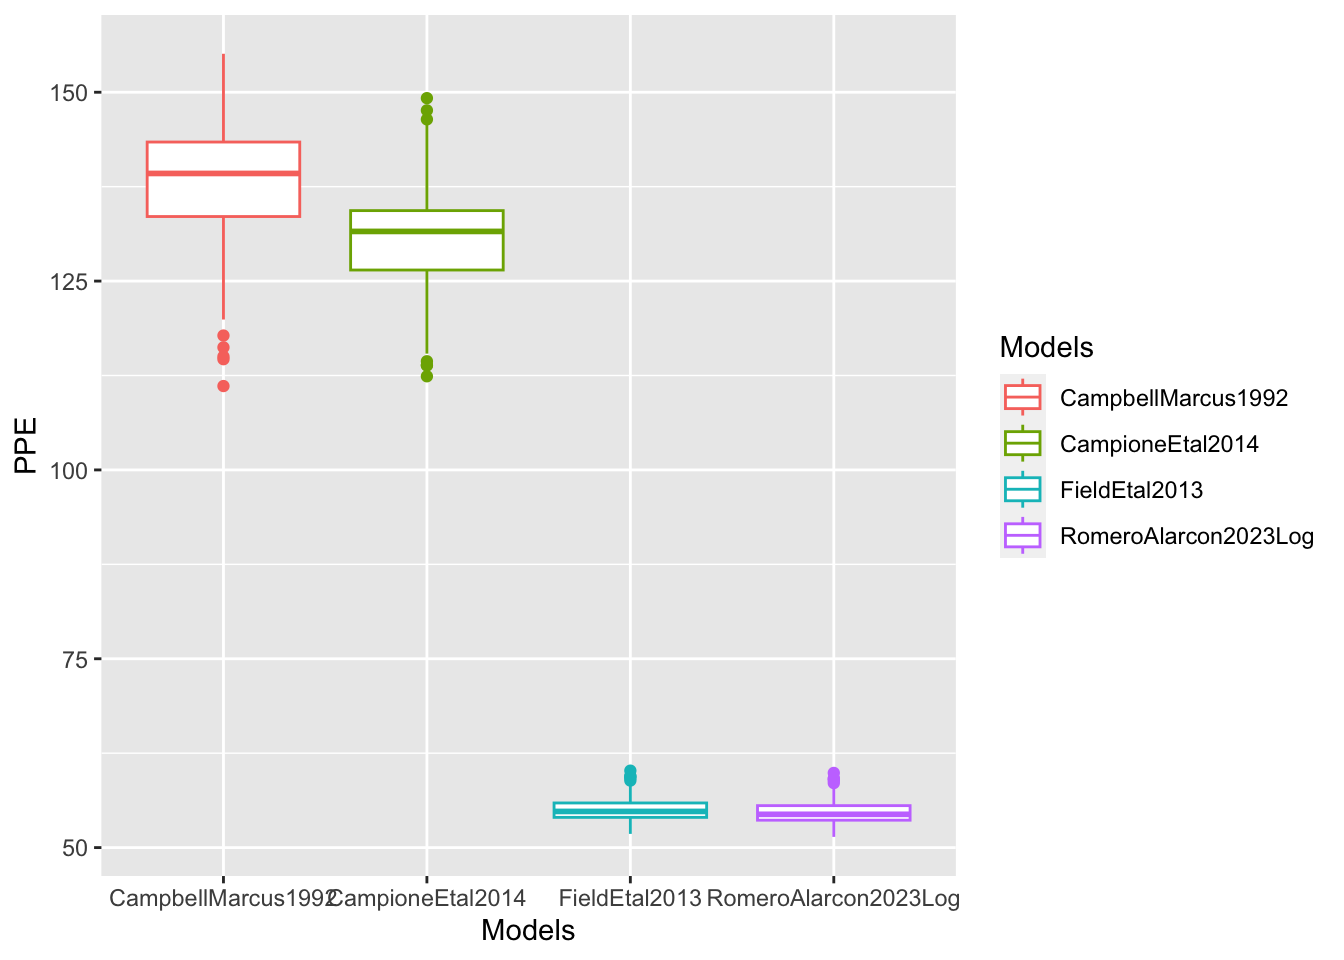 150
125
100
75
50
PPE
CampbellMarcus1992
CampioneEtal2014
FieldEtal2013
RomeroAlarcon2023Log
Models
Models
CampbellMarcus1992
CampioneEtal2014
FieldEtal2013
RomeroAlarcon2023Log